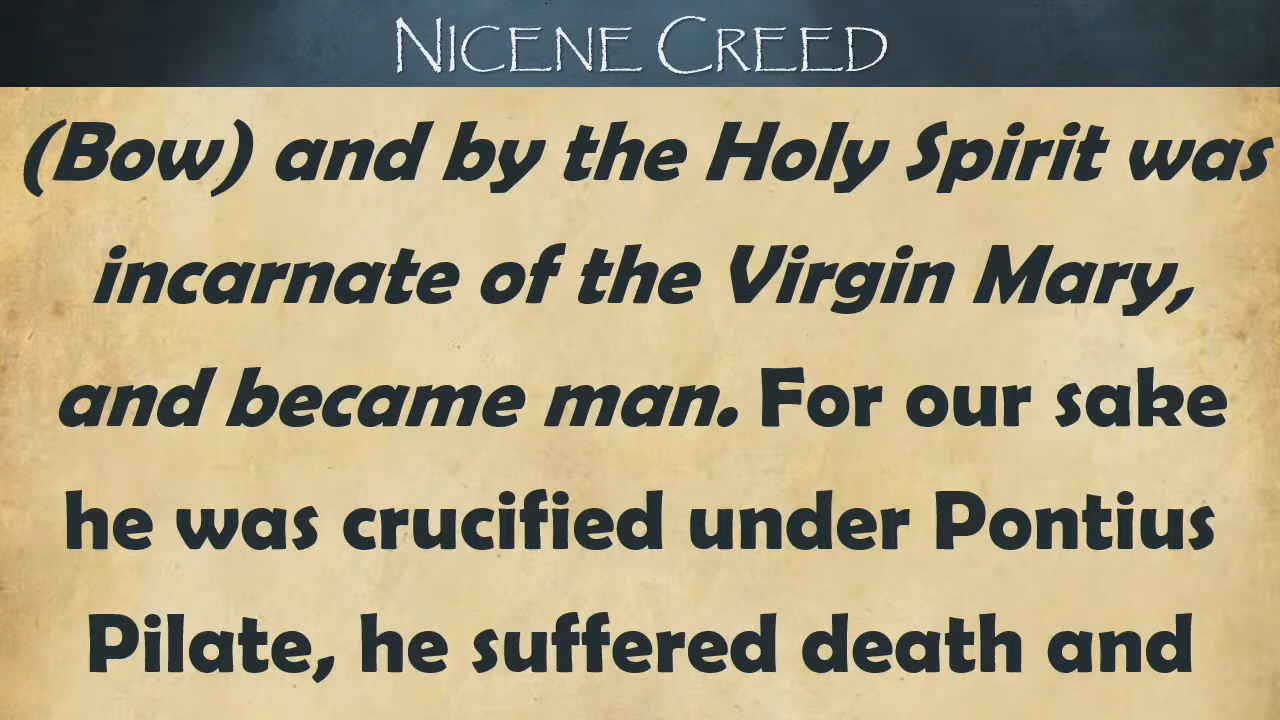 Nicene Creed
(Bow) and by the Holy Spirit was
incarnate of the Virgin Mary,
and became man. For our sake
he was crucified under Pontius
Pilate, he suffered death and